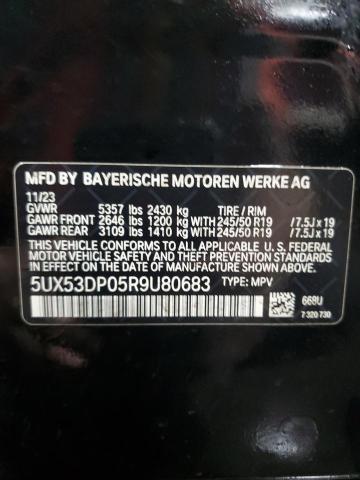 MFD BY BAYERISCHE MOTOREN WERKE AG
11/23
GVWR 5357 lbs 2430 kg TIRE / RIM
GAWR FRONT 2646 lbs 1200 kg WITH 245/50 R19 / 7.5J x 19
GAWR REAR 3109 lbs 1410 kg WITH 245/50 R19 / 7.5J x 19
THIS VEHICLE CONFORMS TO ALL APPLICABLE U. S. FEDERAL
MOTOR VEHICLE SAFETY AND
THEFT PREVENTION STANDARDS IN EFFECT ON THE
DATE OF MANUFACTURE SHOWN ABOVE.
5UX53DP05R9U80683 TYPE: MPV
668U
7 320 730